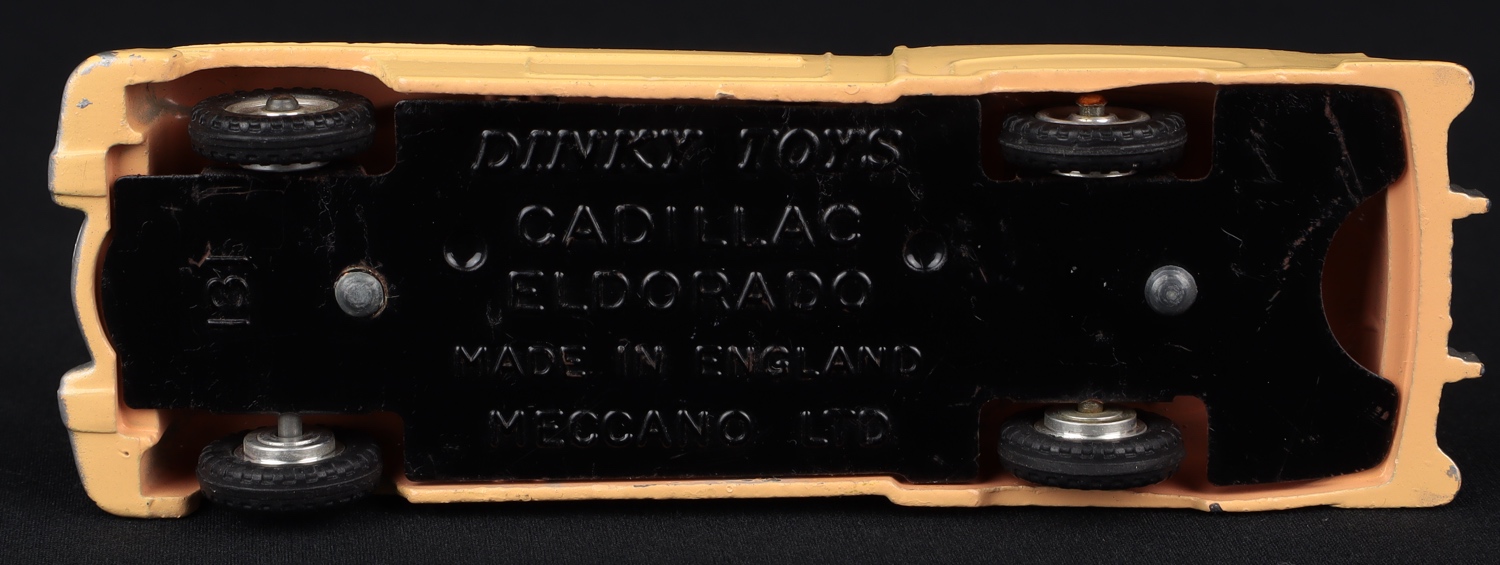 DINKY TOYS
CADILLAC
ELDORADO
MADE IN ENGLAND
MECCANO LTD
131